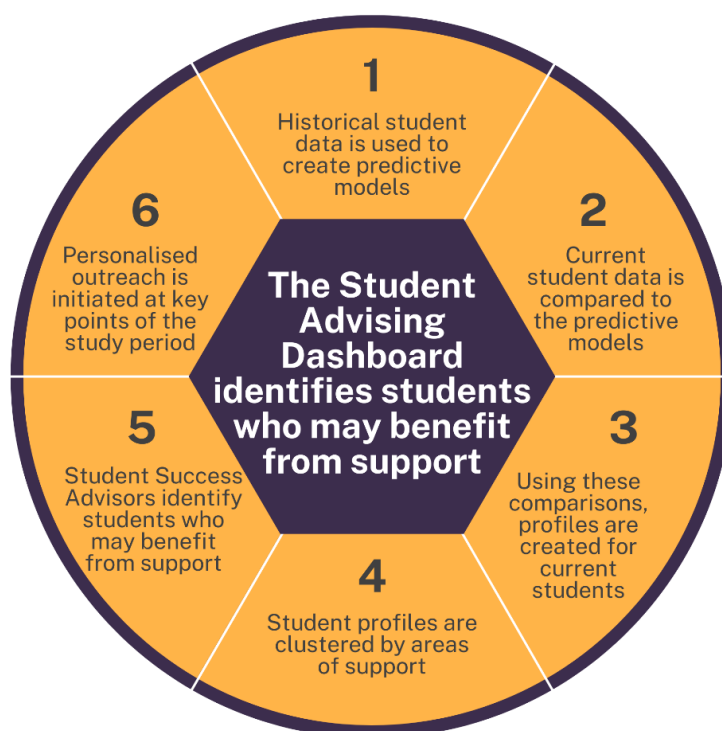 1
Historical student
data is used to
create predictive
models
2
Current
student data is
compared to
the predictive
models
3
Using these
comparisons,
profiles are
created for
current
students
4
Student profiles are
clustered by areas
of support
5
Student Success
Advisors identify
students who
may benefit
from support
6
Personalised
outreach is
initiated at key
points of the
study period
The Student
Advising
Dashboard
identifies students
who may benefit
from support